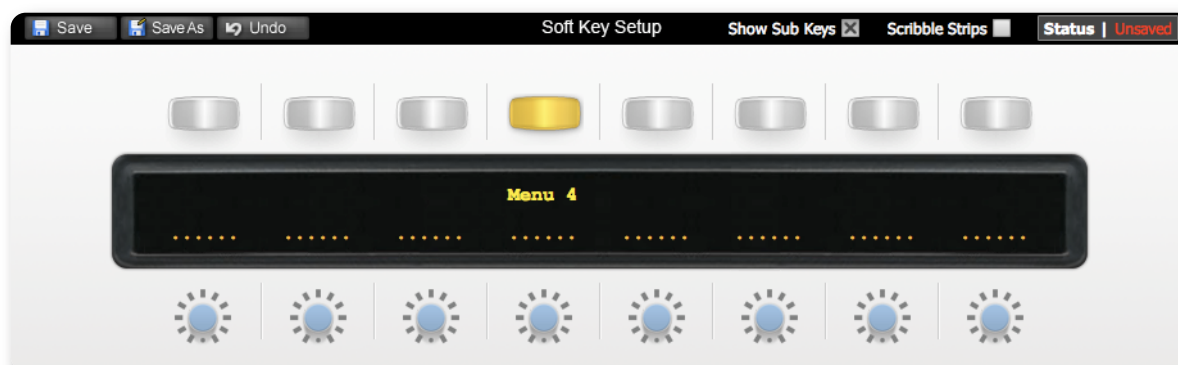 Save Save As Undo Soft Key Setup Show Sub Keys Scribble Strips Status | Unsaved
Menu 4
...... ...... ...... ...... ...... ...... ...... ......